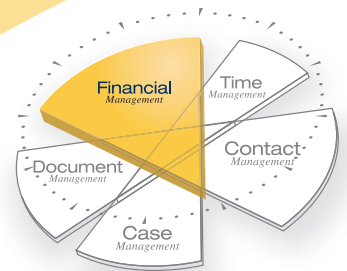 Financial
Management
Time
Management
Contact
Management
Document
Management
Case
Management